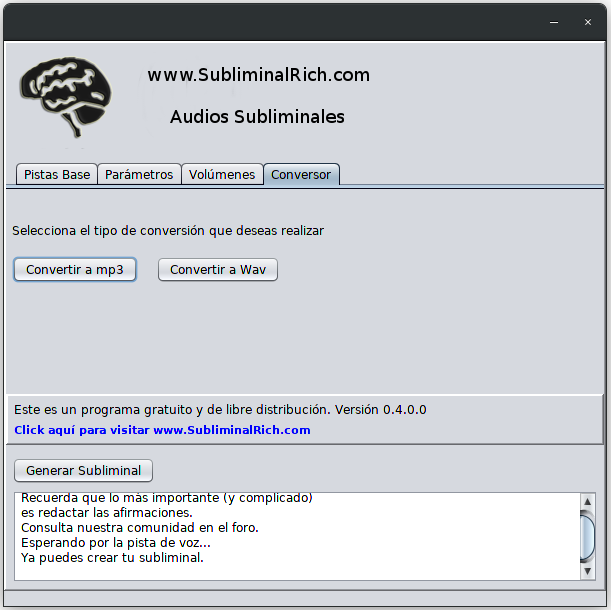 www.SubliminalRich.com
Audios Subliminales
Pistas Base Parámetros Volúmenes Conversor
Selecciona el tipo de conversión que deseas realizar
Convertir a mp3 Convertir a Wav
Este es un programa gratuito y de libre distribución. Versión 0.4.0.0
Click aquí para visitar www.SubliminalRich.com
Generar Subliminal
Recuerda que lo más importante (y complicado)
es redactar las afirmaciones.
Consulta nuestra comunidad en el foro.
Esperando por la pista de voz...
Ya puedes crear tu subliminal.